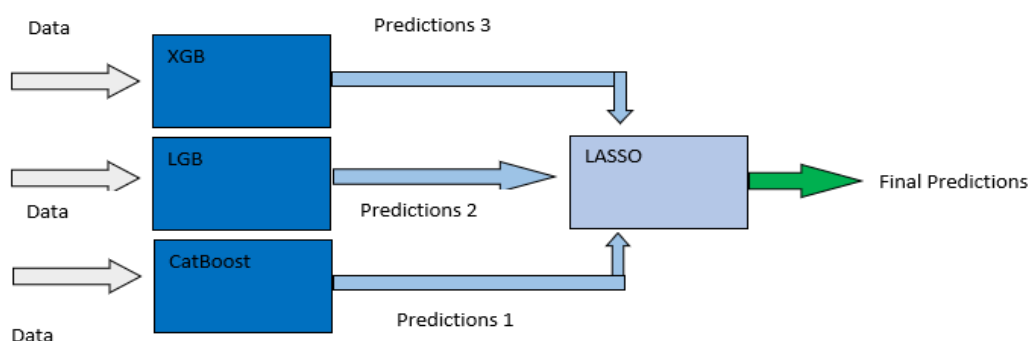 Data
Predictions 3
XGB
LGB
LASSO
Final Predictions
Data
Predictions 2
CatBoost
Predictions 1
Data